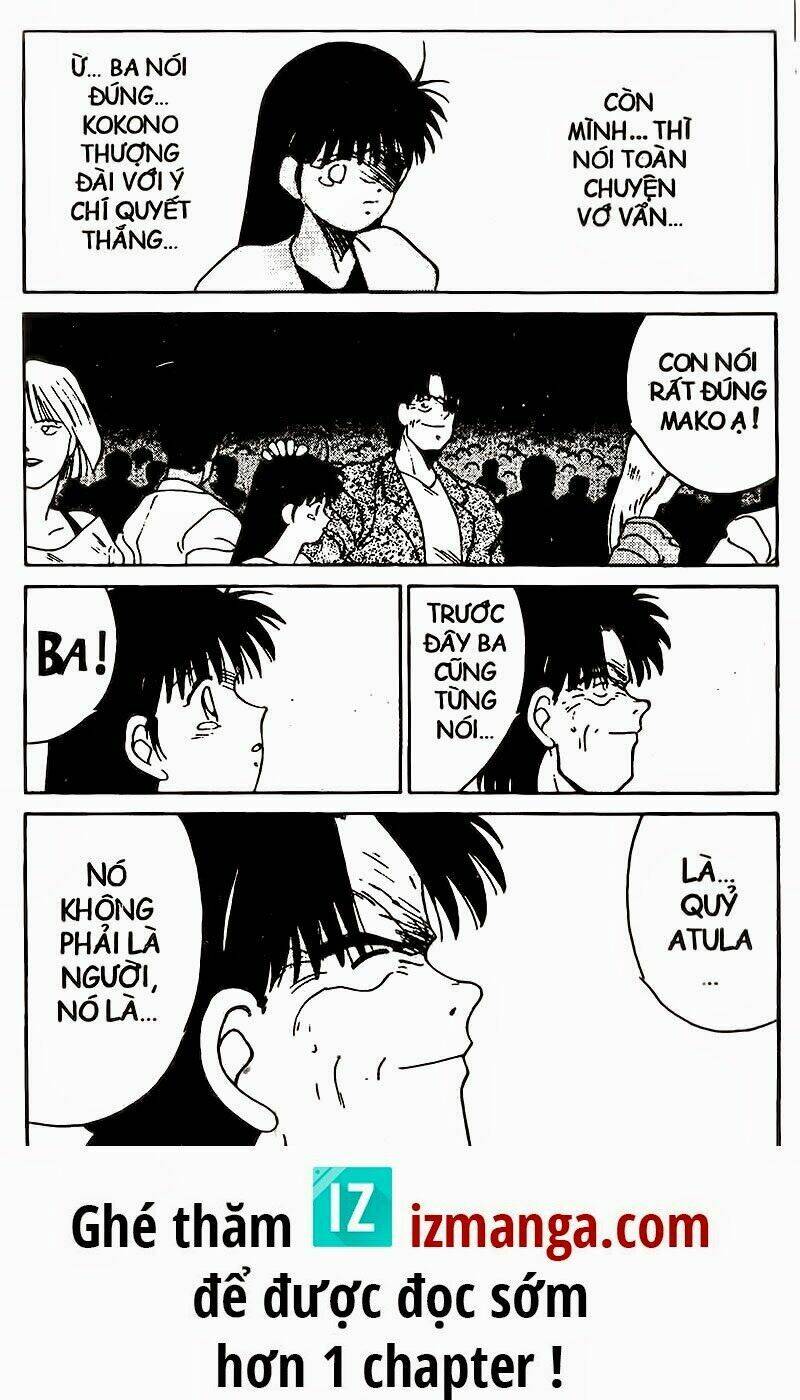 Ừ... BA NÓI
ĐÚNG...
KOKONO
THƯỢNG
ĐÀI VỚI Ý
CHÍ QUYẾT
THẮNG...
CÒN
MÌNH... THÌ
NÓI TOÀN
CHUYỆN
VỚ VẨN...
CON NÓI
RẤT ĐÚNG
MAKO Ạ!
BA!
TRƯỚC
ĐÂY BA
CŨNG
TỪNG
NÓI...
NÓ
KHÔNG
PHẢI LÀ
NGƯỜI,
NÓ LÀ...
LÀ...
QUỶ
ATULA
...
Ghé thăm IZ izmanga.com
để được đọc sớm
hơn 1 chapter !